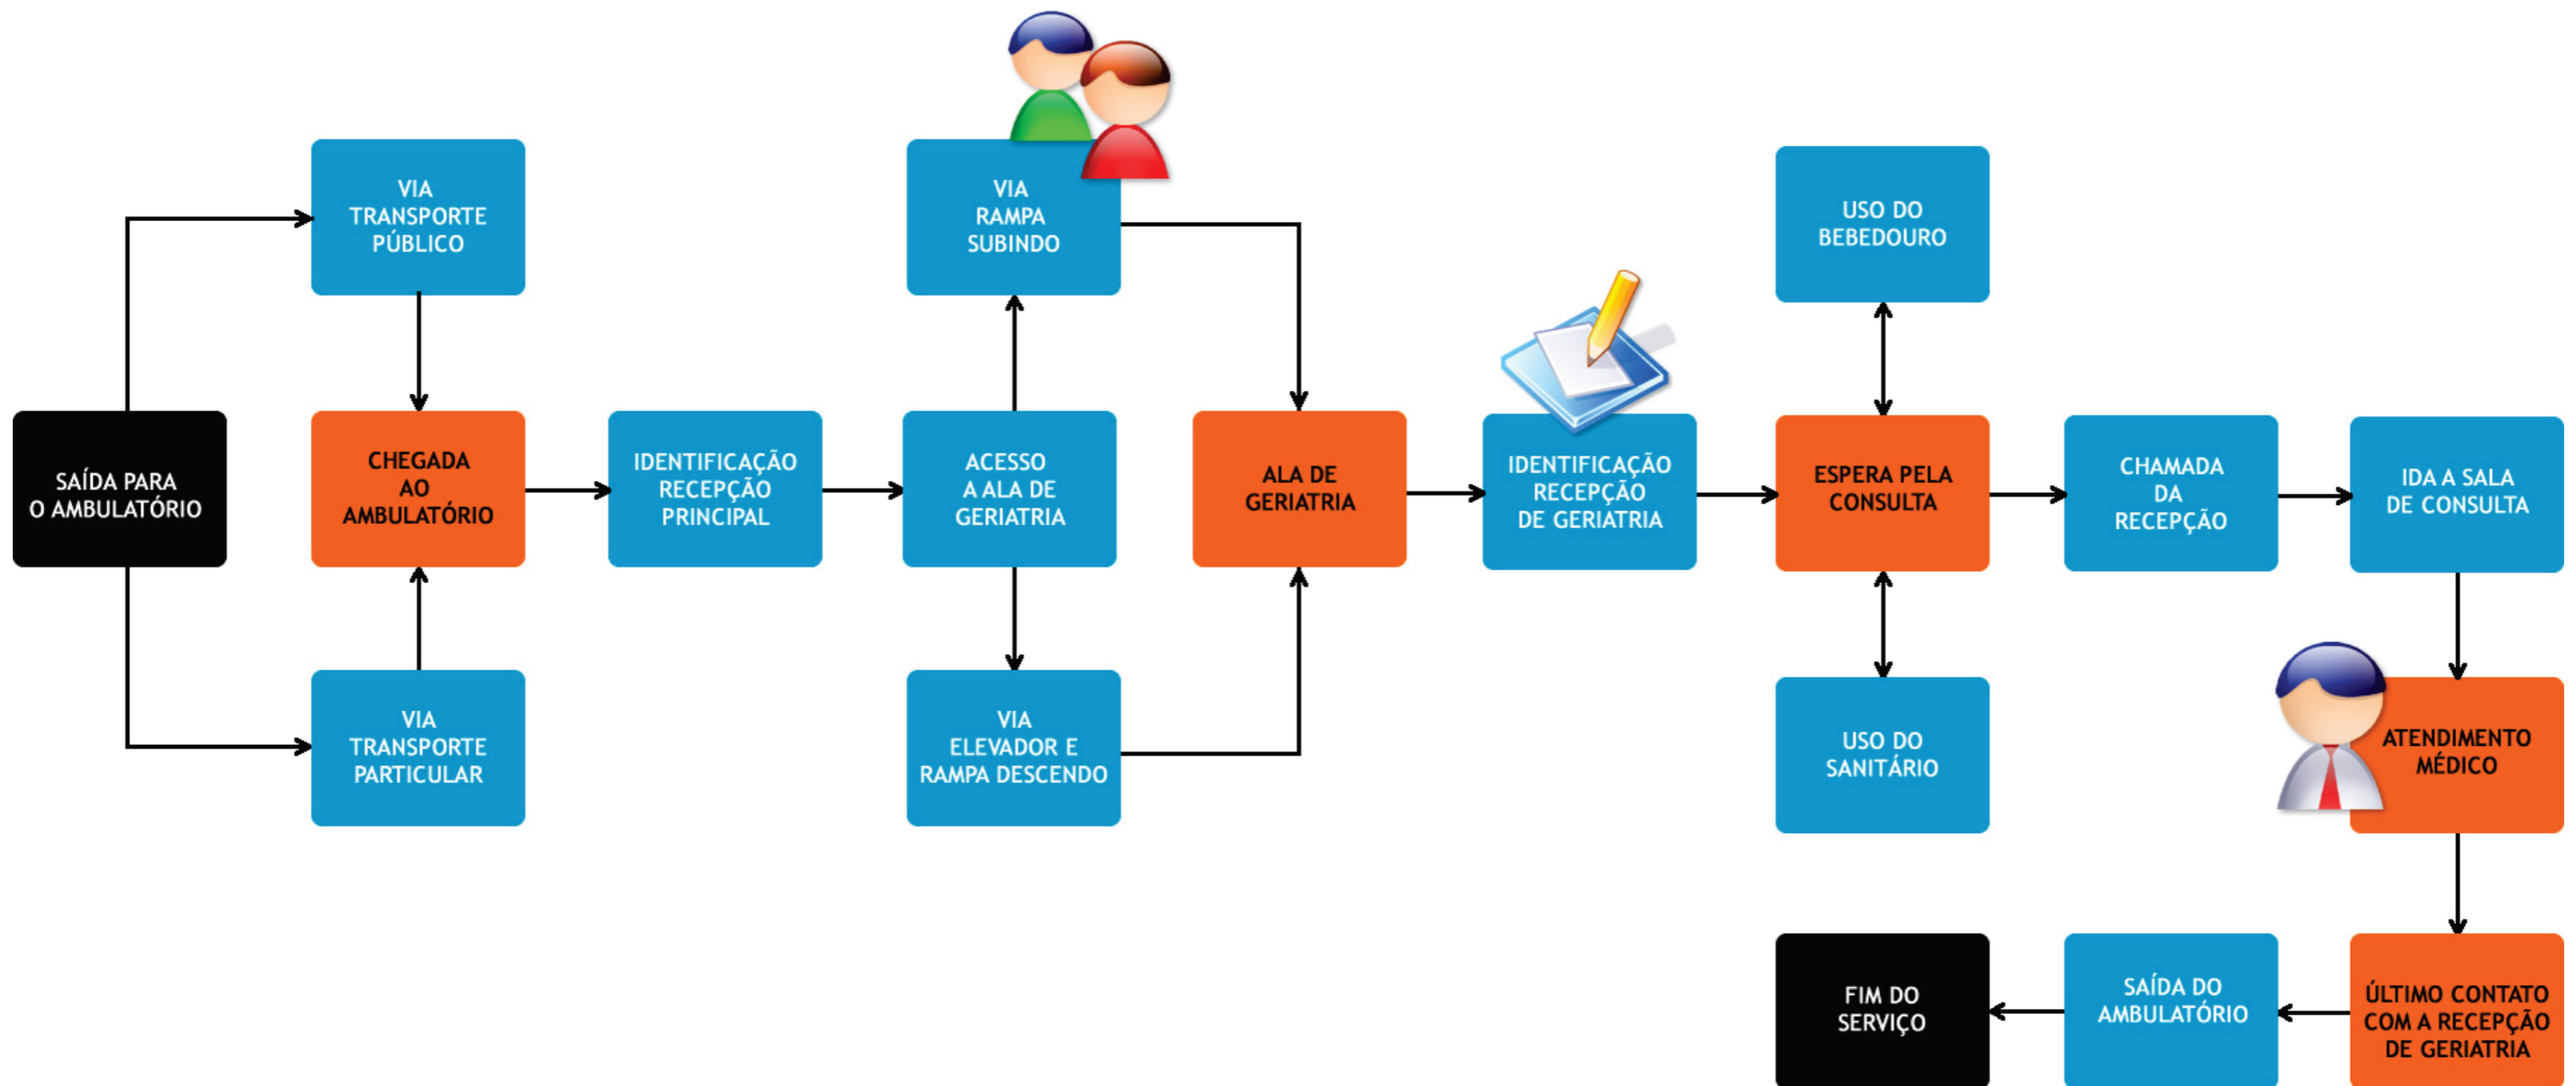 SAÍDA PARA
O AMBULATÓRIO
VIA
TRANSPORTE
PÚBLICO
CHEGADA
AO
AMBULATÓRIO
VIA
TRANSPORTE
PARTICULAR
IDENTIFICAÇÃO
RECEPÇÃO
PRINCIPAL
ACESSO
A ALA DE
GERIATRIA
VIA
RAMPA
SUBINDO
VIA
ELEVADOR E
RAMPA DESCENDO
ALA DE
GERIATRIA
IDENTIFICAÇÃO
RECEPÇÃO
DE GERIATRIA
ESPERA PELA
CONSULTA
USO DO
BEBEDOURO
USO DO
SANITÁRIO
CHAMADA
DA
RECEPÇÃO
IDA A SALA
DE CONSULTA
ATENDIMENTO
MÉDICO
ÚLTIMO CONTATO
COM A RECEPÇÃO
DE GERIATRIA
SAÍDA DO
AMBULATÓRIO
FIM DO
SERVIÇO